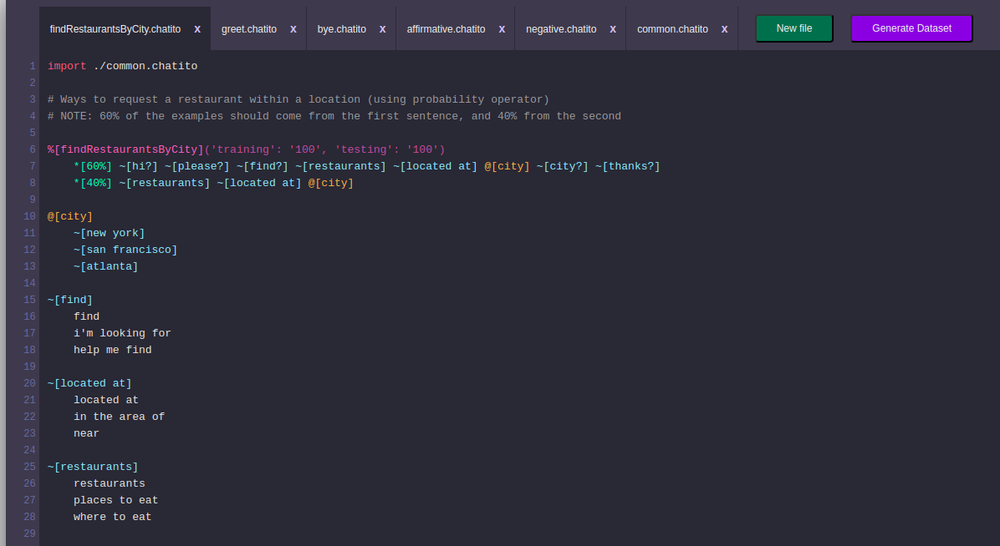 findRestaurantsByCity.chatito x greet.chatito x bye.chatito x affirmative.chatito x negative.chatito x common.chatito x New file Generate Dataset
1 import ./common.chatito
2
3 # Ways to request a restaurant within a location (using probability operator)
4 # NOTE: 60% of the examples should come from the first sentence, and 40% from the second
5
6 %[findRestaurantsByCity]('training': '100', 'testing': '100')
7     *[60%] ~[hi?] ~[please?] ~[find?] ~[restaurants] ~[located at] @[city] ~[city?] ~[thanks?]
8     *[40%] ~[restaurants] ~[located at] @[city]
9
10 @[city]
11     ~[new york]
12     ~[san francisco]
13     ~[atlanta]
14
15 ~[find]
16     find
17     i'm looking for
18     help me find
19
20 ~[located at]
21     located at
22     in the area of
23     near
24
25 ~[restaurants]
26     restaurants
27     places to eat
28     where to eat
29